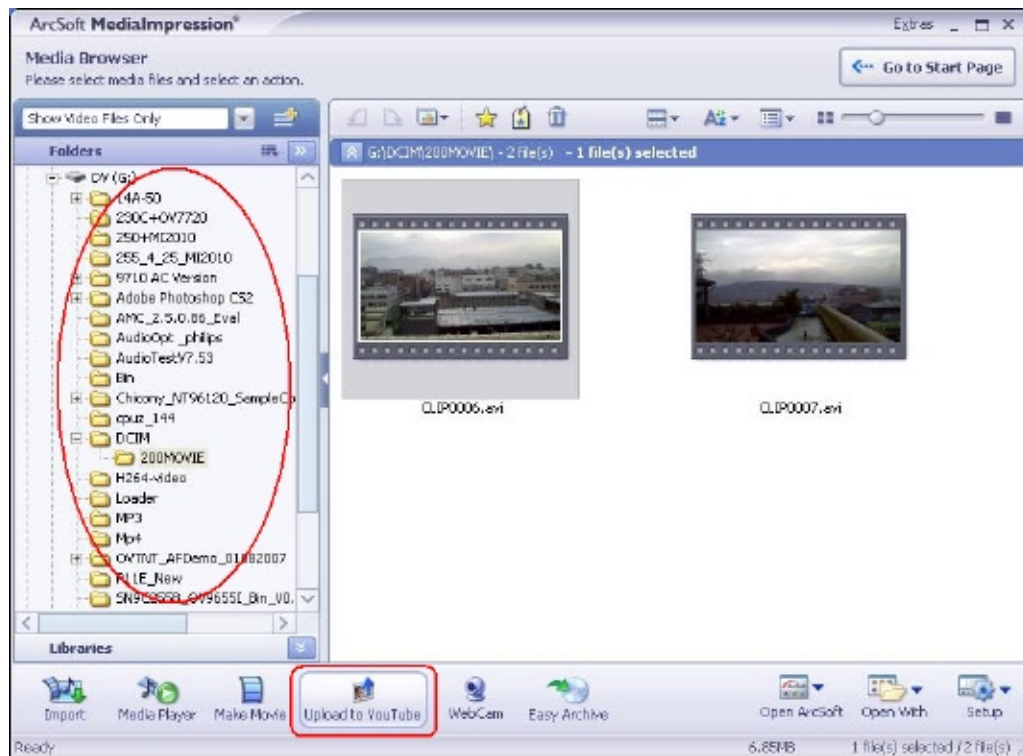 ArcSoft MediaImpression®
Extras
Media Browser
Please select media files and select an action.
Go to Start Page
Show Video Files Only
Folders
G:\DCIM\200MOVIE\ - 2 File(s) - 1 file(s) selected
DV (G:)
14A-50
230C+OV7720
250+MI2010
255_4_25_MI2010
9710 AC Version
Adobe Photoshop CS2
AMC_2.5.0.86_Eval
AudioOpt_philips
AudioTestV7.53
Bin
Chicony_NT96120_SampleCo
cpuz_144
DCIM
200MOVIE
H264-video
Loader
MP3
Mp4
OVTNT_AFDemo_01082007
CLIP0006.avi
CLIP0007.avi
Libraries
Import
Media Player
Make Movie
Upload to YouTube
WebCam
Easy Archive
Open ArcSoft
Open With
Setup
Ready
6.85MB
1 file(s) selected / 2 file(s)